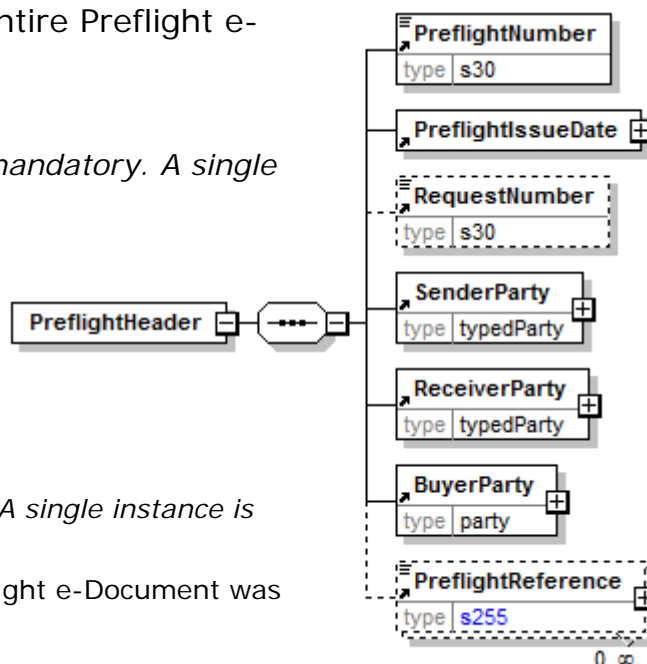 ntire Preflight e-
mandatory. A single
A single instance is
ght e-Document was
PreflightHeader
PreflightNumber
type s30
PreflightIssueDate
RequestNumber
type s30
SenderParty
type typedParty
ReceiverParty
type typedParty
BuyerParty
type party
PreflightReference
type s255
0 ∞